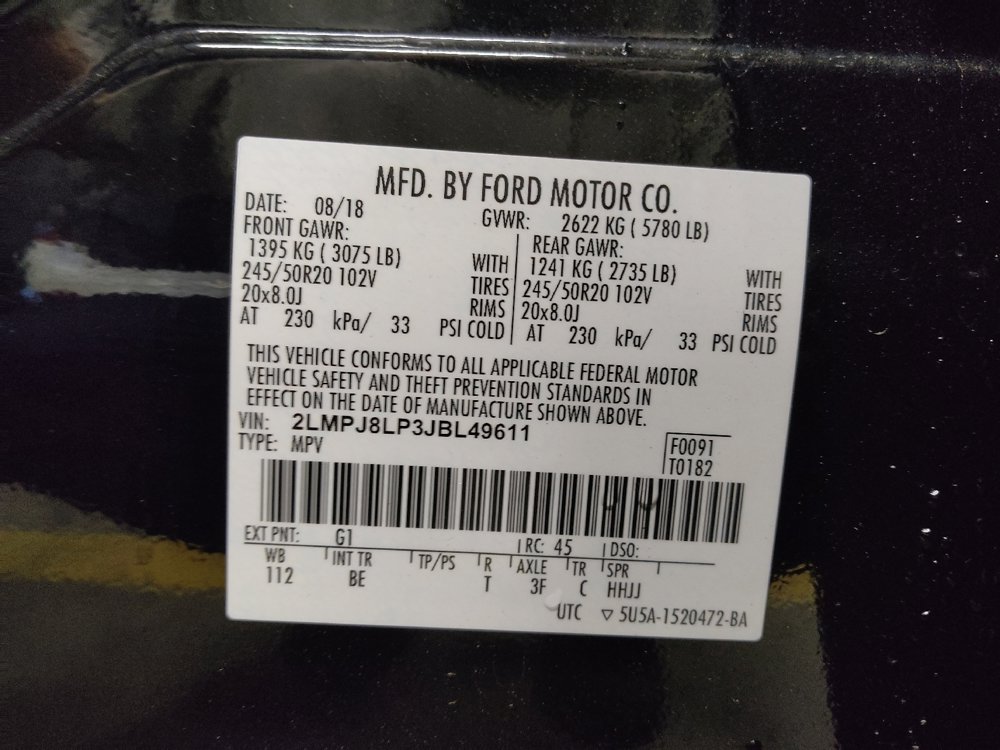 MFD. BY FORD MOTOR CO.
DATE: 08/18 GVWR: 2622 KG ( 5780 LB)
FRONT GAWR: REAR GAWR:
1395 KG ( 3075 LB) WITH 1241 KG ( 2735 LB) WITH
245/50R20 102V TIRES 245/50R20 102V TIRES
20x8.0J RIMS 20x8.0J RIMS
AT 230 kPa/ 33 PSI COLD AT 230 kPa/ 33 PSI COLD
THIS VEHICLE CONFORMS TO ALL APPLICABLE FEDERAL MOTOR
VEHICLE SAFETY AND THEFT PREVENTION STANDARDS IN
EFFECT ON THE DATE OF MANUFACTURE SHOWN ABOVE.
VIN: 2LMPJ8LP3JBL49611
TYPE: MPV
F0091
T0182
EXT PNT: G1 RC: 45 DSO:
WB INT TR TP/PS R AXLE TR SPR
112 BE T 3F C HHJJ
UTC ▽ 5U5A-1520472-BA